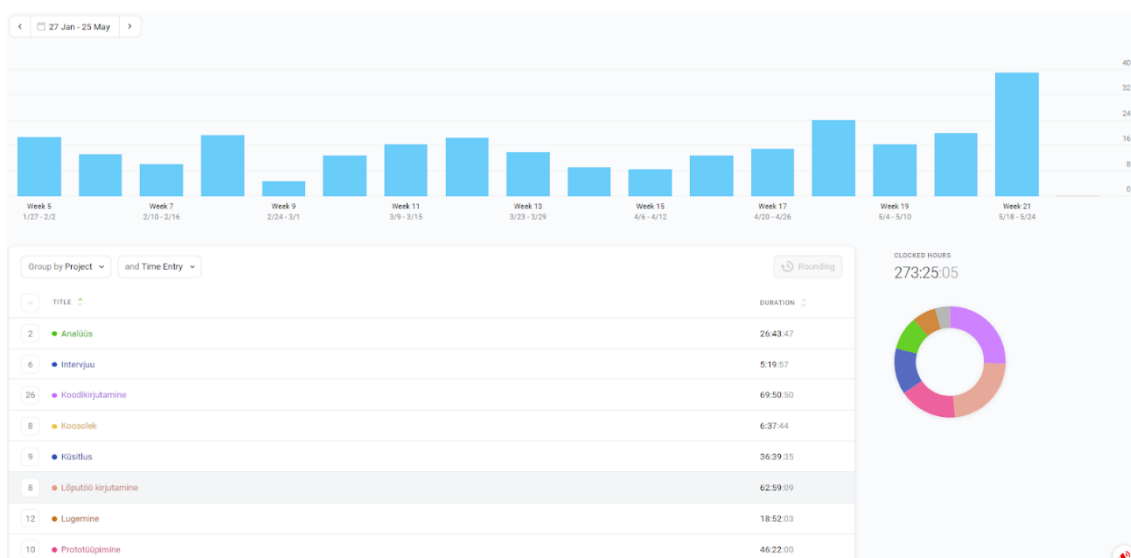 27 Jan - 25 May
40
32
24
16
8
0
Week 5 Week 7 Week 9 Week 11 Week 13 Week 15 Week 17 Week 19 Week 21
1/27 - 2/2 2/10 - 2/16 2/24 - 3/1 3/9 - 3/15 3/23 - 3/29 4/6 - 4/12 4/20 - 4/26 5/4 - 5/10 5/18 - 5/24
Group by Project and Time Entry Rounding
CLOCKED HOURS
273:25:05
TITLE DURATION
2 Analüüs 26:43:47
6 Intervjuu 5:19:57
26 Koodikirjutamine 69:50:50
8 Koosolek 6:37:44
9 Küsitlus 36:39:35
8 Lõputöö kirjutamine 62:59:09
12 Lugemine 18:52:03
10 Prototüüpimine 46:22:00